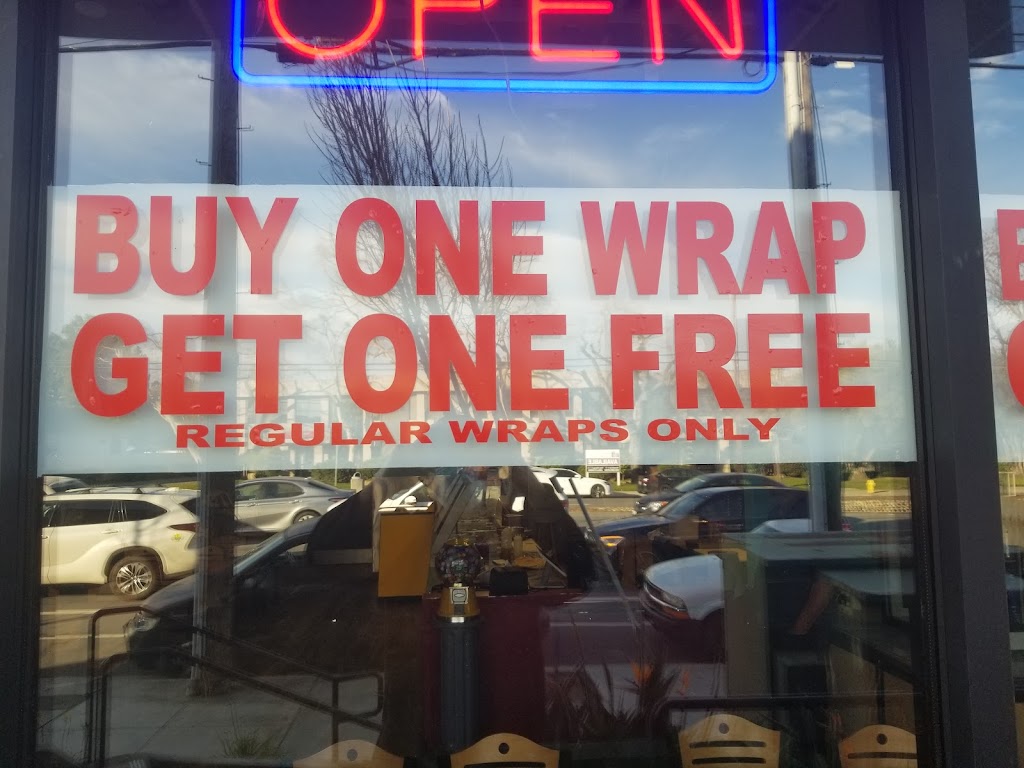 OPEN
BUY ONE WRAP
GET ONE FREE
REGULAR WRAPS ONLY